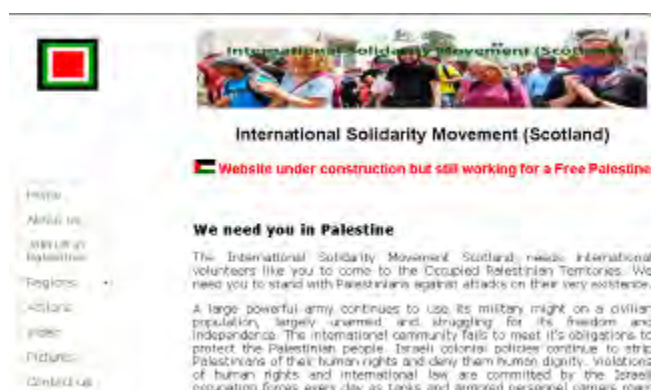 International Solidarity Movement (Scotland)
International Solidarity Movement (Scotland)
Website under construction but still working for a Free Palestine
Home
About us
Join us in
Palestine
Regions
Actions
Video
Pictures
Contact us
We need you in Palestine
The International Solidarity Movement Scotland needs international
volunteers like you to come to the Occupied Palestinian Territories. We
need you to stand with Palestinians against attacks on their very existence.
A large powerful army continues to use its military might on a civilian
population, largely unarmed and struggling for its freedom and
independence. The international community fails to meet it's obligations to
protect the Palestinian people. Israeli colonial policies continue to strip
Palestinians of their human rights and deny them human dignity. Violations
of human rights and international law are committed by the Israeli
occupation forces every day as tanks and armored personnel carriers roam